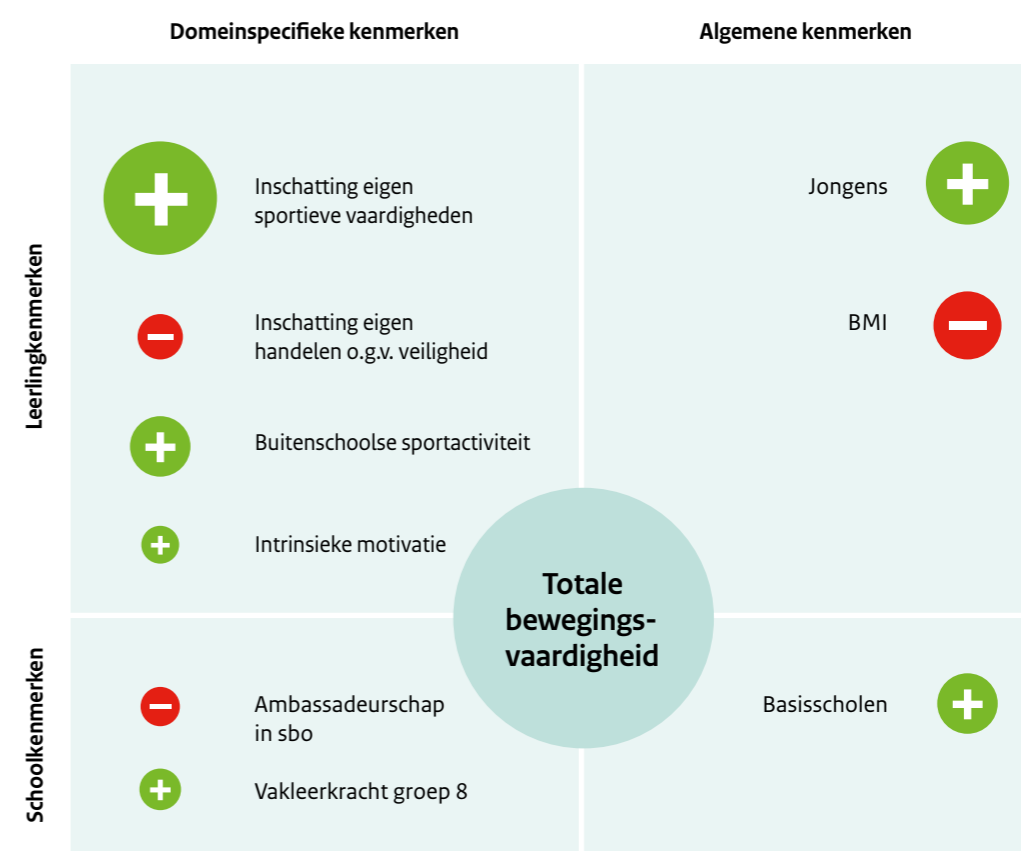 Domeinspecifieke kenmerken
Algemene kenmerken
Leerlingkenmerken
Inschatting eigen
sportieve vaardigheden
Inschatting eigen
handelen o.g.v. veiligheid
Buitenschoolse sportactiviteit
Intrinsieke motivatie
Jongens
BMI
Totale
bewegings-
vaardigheid
Schoolkenmerken
Ambassadeurschap
in sbo
Vakleerkracht groep 8
Basisscholen